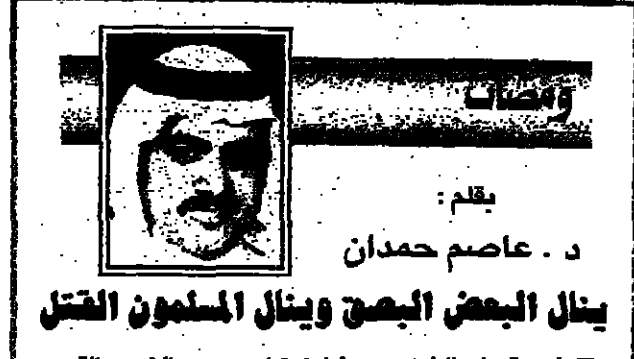 ومضات
بقلم :
د . عاصم حمدان
ينال البعض البصق وينال المسلمون القتل